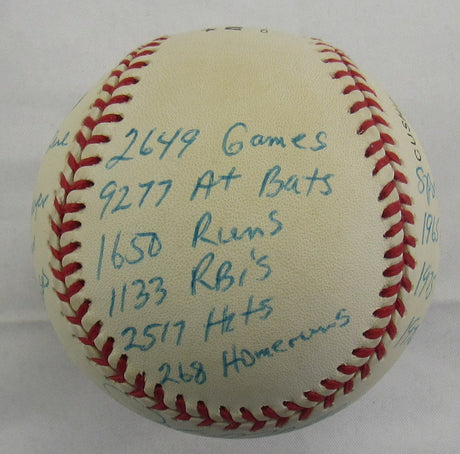 2649 Games
9277 At Bats
1650 Runs
1133 RBi's
2517 Hits
268 Homeruns